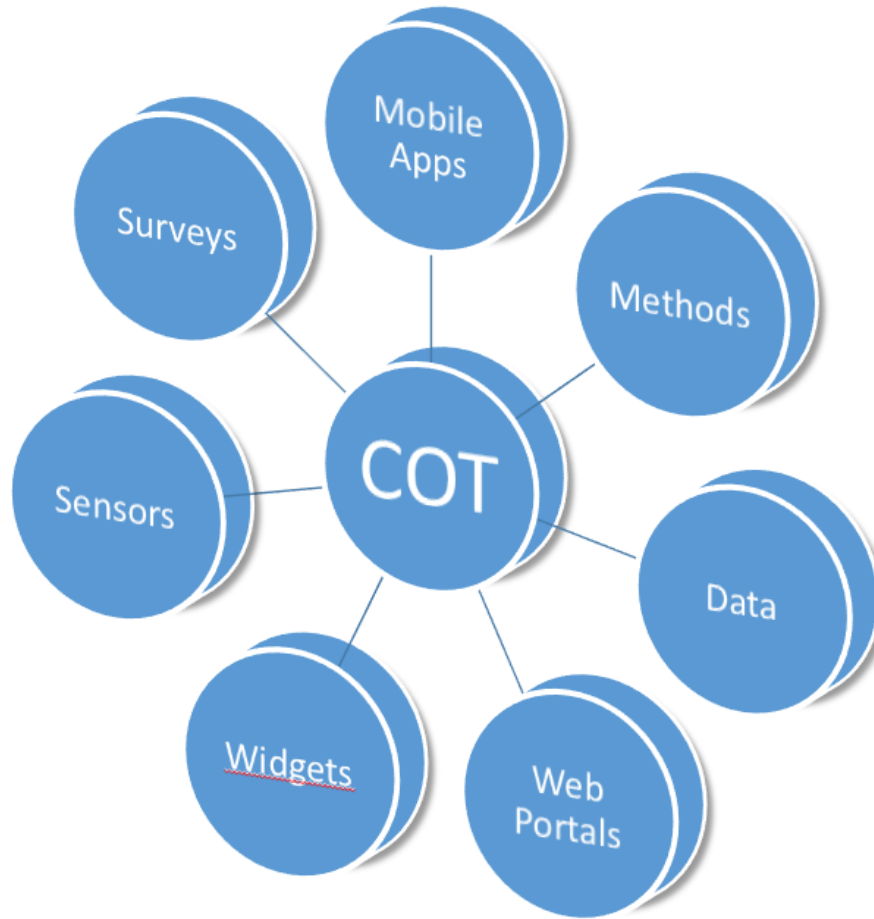 Mobile
Apps
Surveys
Methods
COT
Sensors
Data
Widgets
Web
Portals